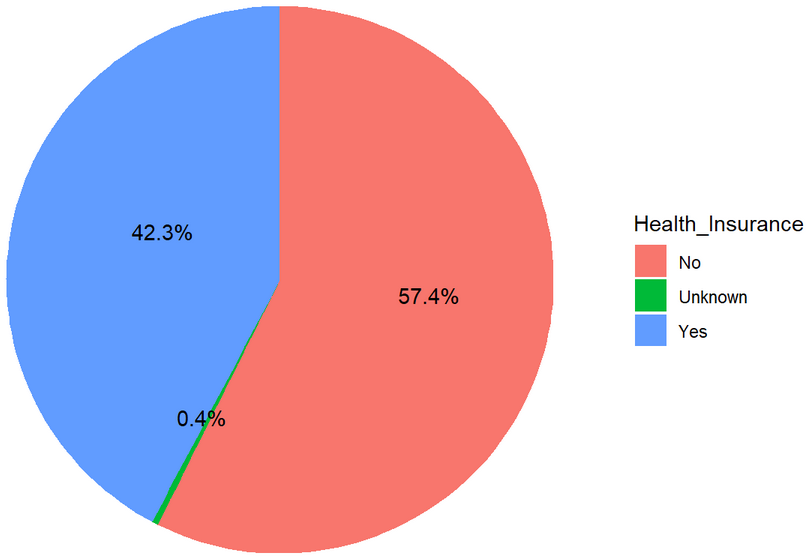 42.3%
57.4%
0.4%
Health_Insurance
No
Unknown
Yes